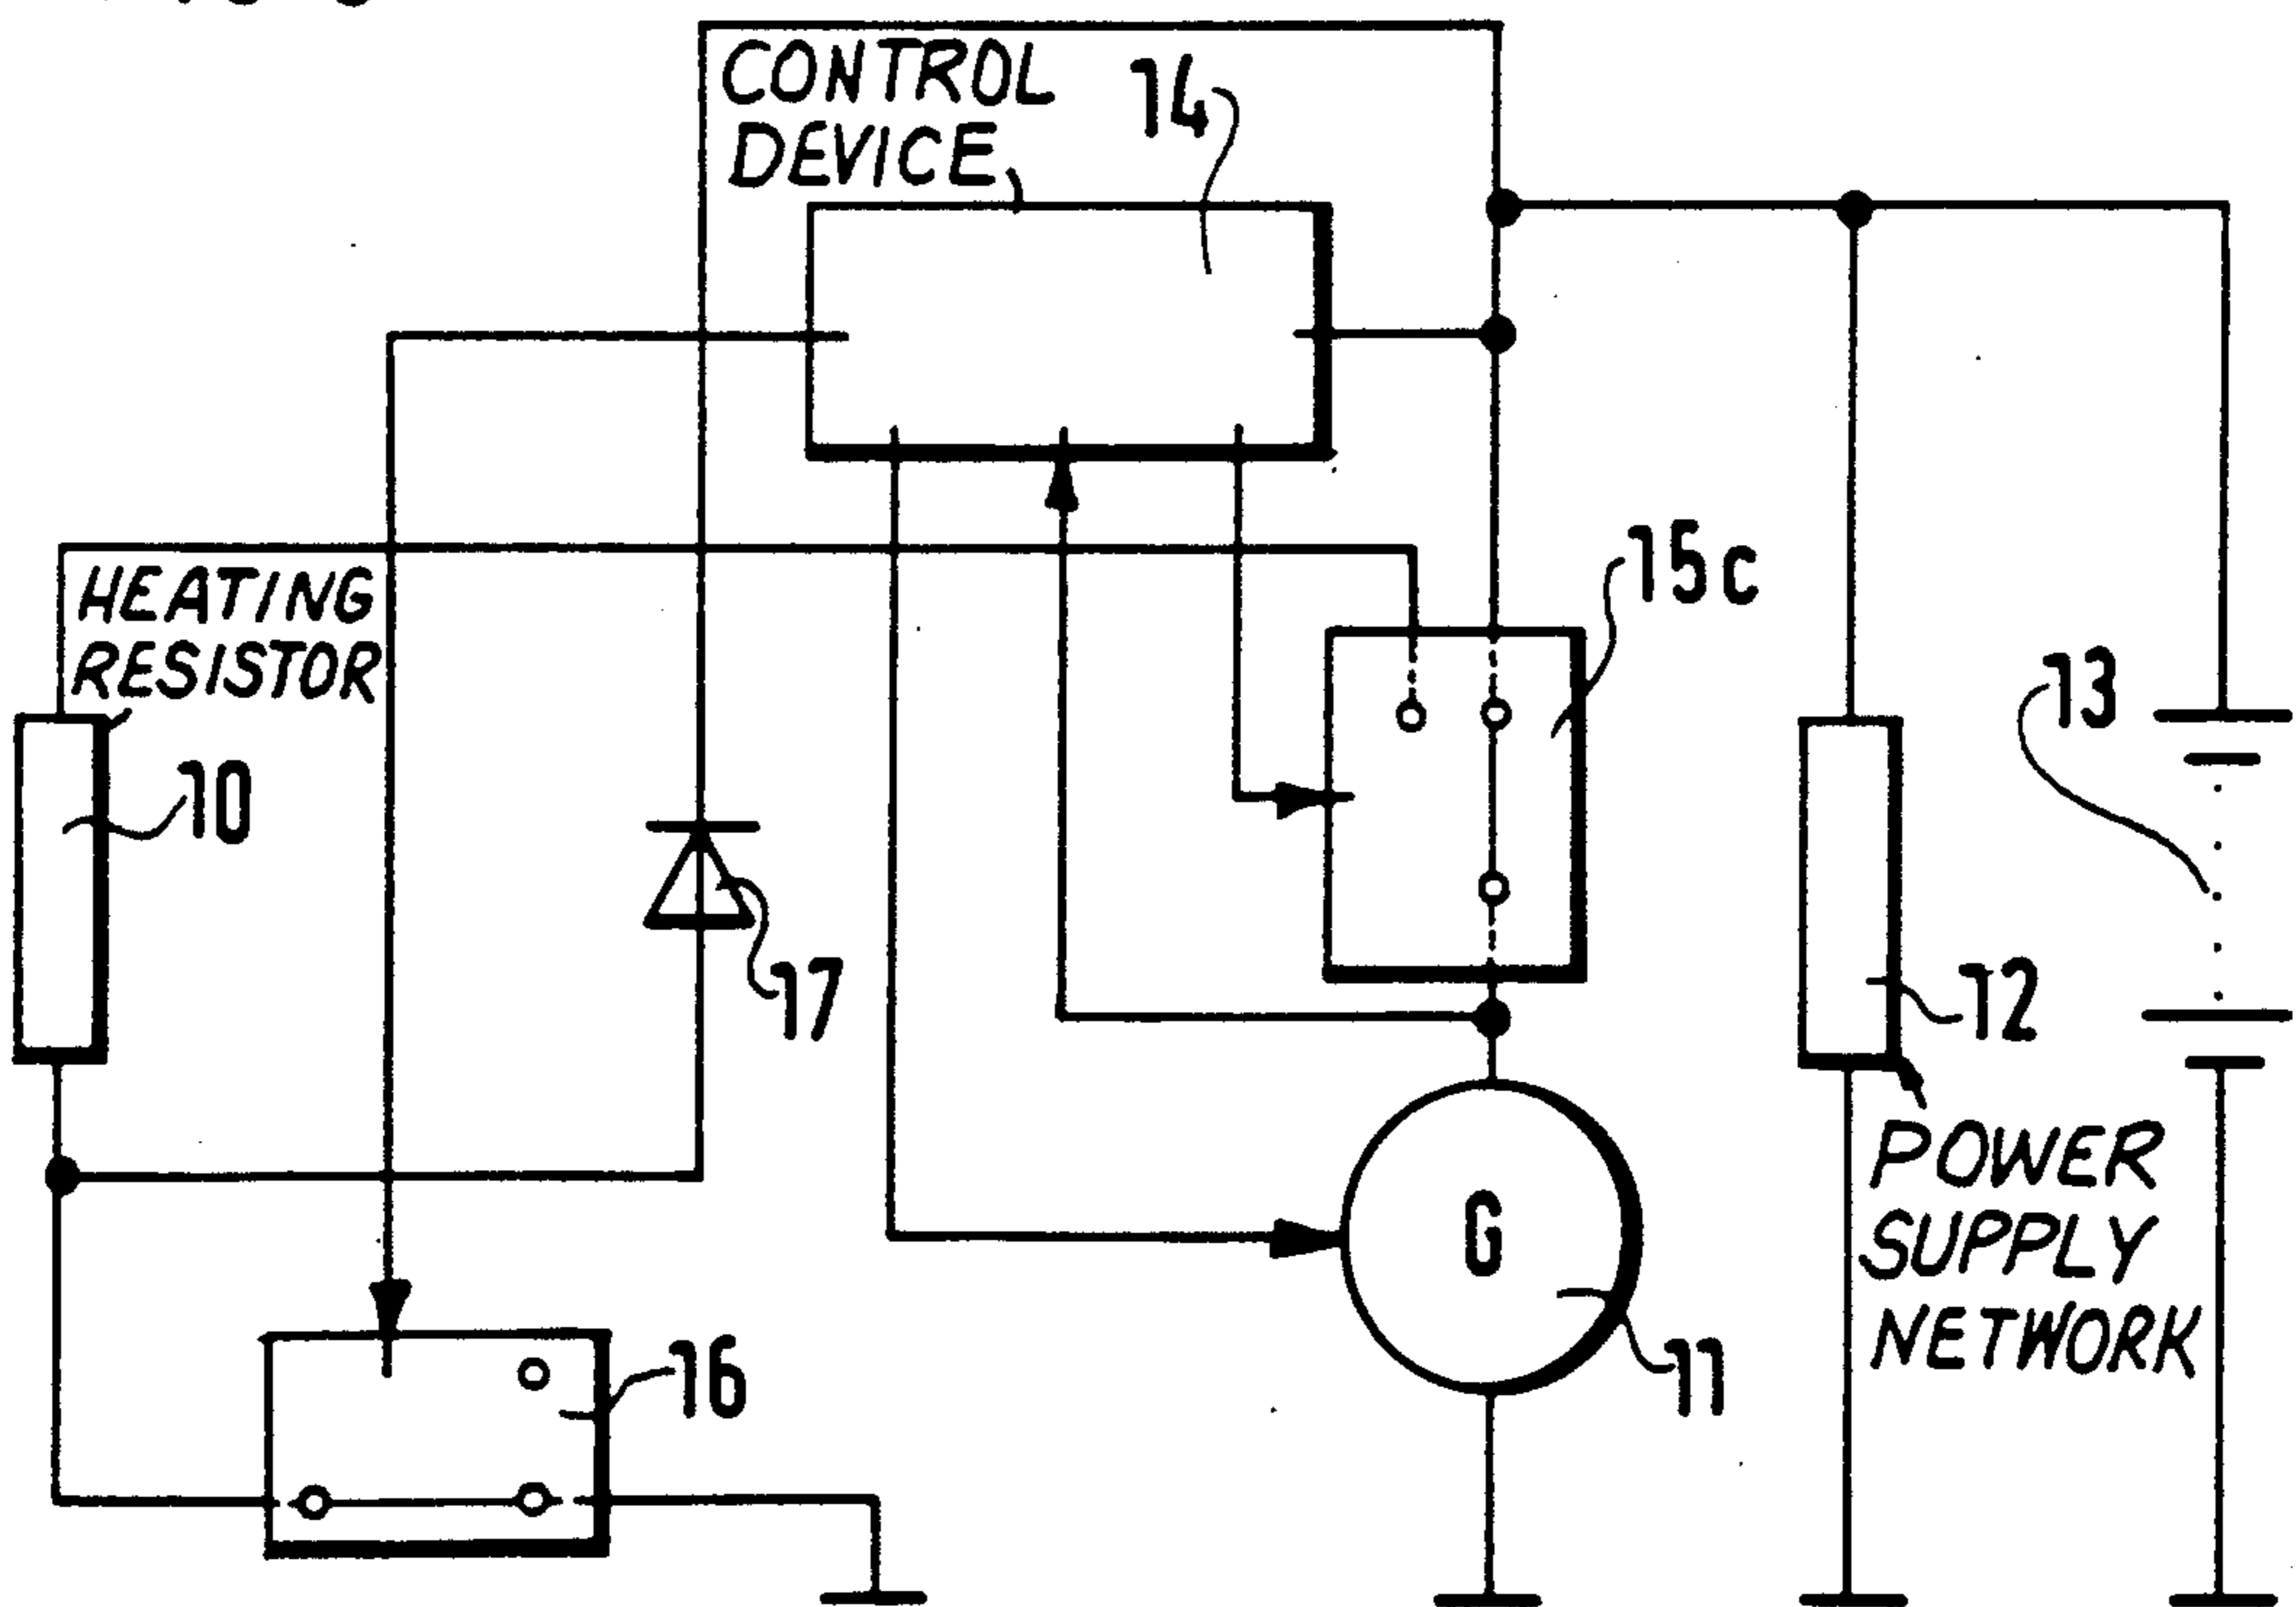 CONTROL
DEVICE
14
HEATING
RESISTOR
15c
13
10
17
12
POWER
SUPPLY
NETWORK
G
16
11